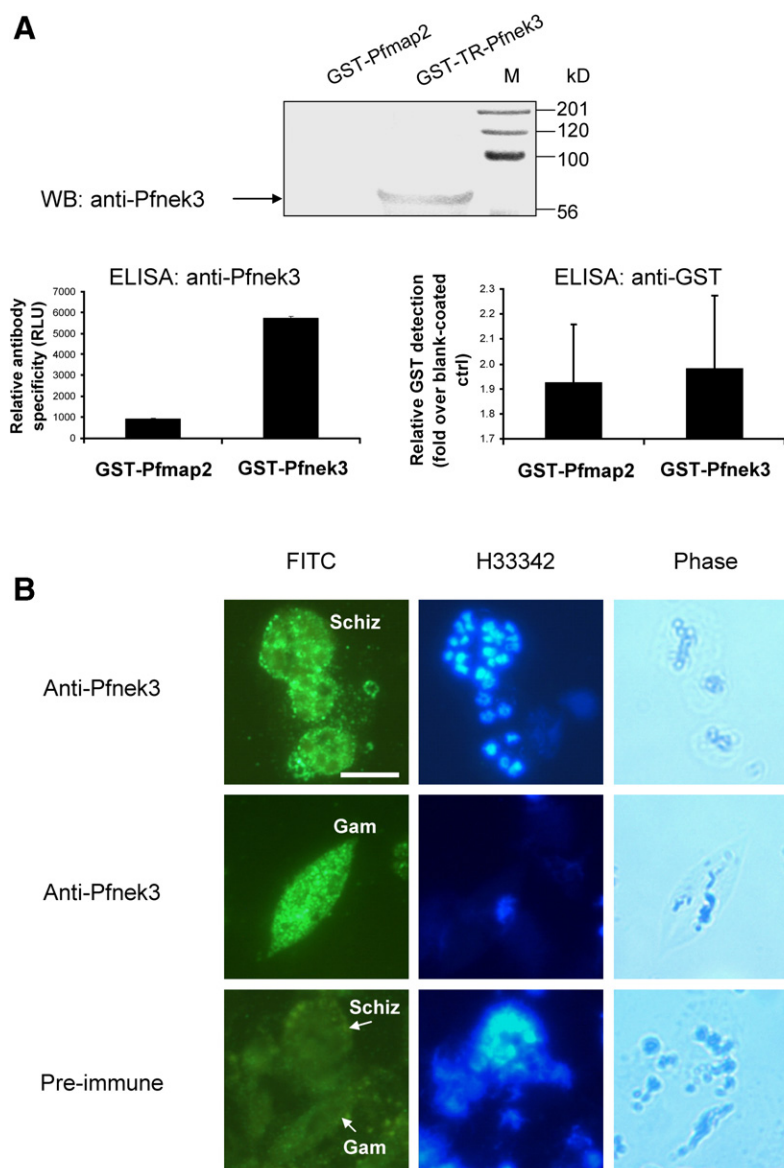 A
GST-Pfmap2
GST-TR-Pfnek3
M
kD
201
120
100
56
WB: anti-Pfnek3
ELISA: anti-Pfnek3
Relative antibody
specificity (RLU)
7000
6000
5000
4000
3000
2000
1000
0
GST-Pfmap2
GST-Pfnek3
ELISA: anti-GST
Relative GST detection
(fold over blank-coated
ctrl)
2.3
2.2
2.1
2.0
1.9
1.8
1.7
GST-Pfmap2
GST-Pfnek3
B
FITC
H33342
Phase
Anti-Pfnek3
Schiz
Anti-Pfnek3
Gam
Pre-immune
Schiz
Gam